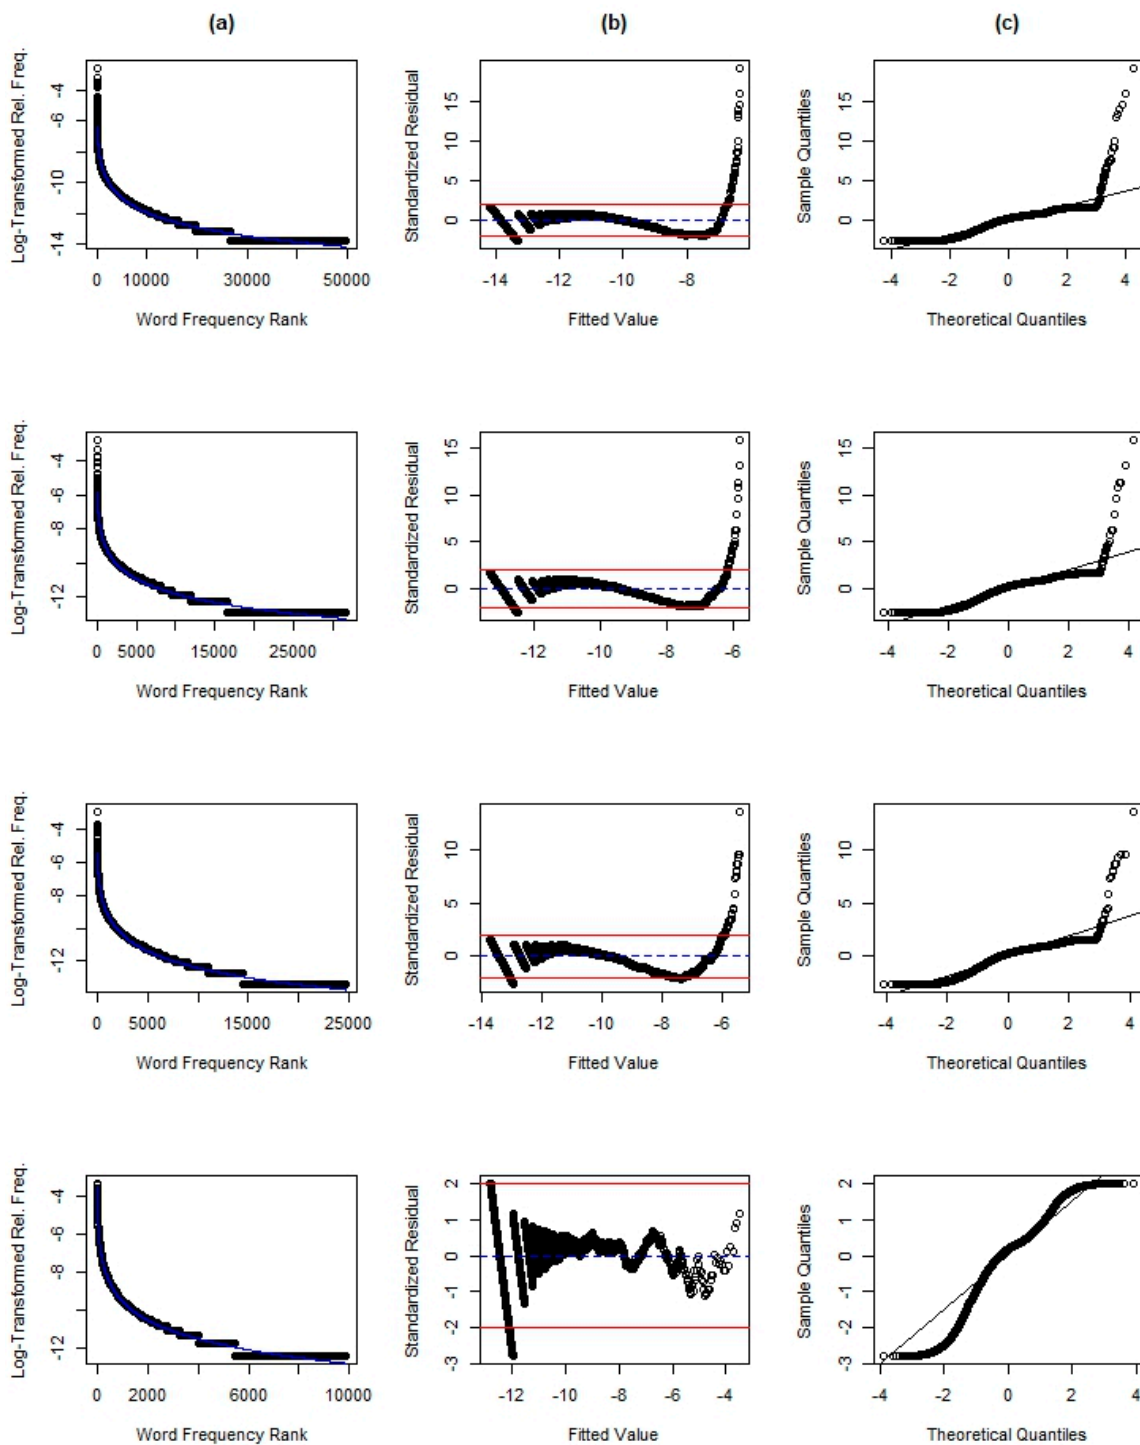 (a) (b) (c)
Log-Transformed Rel. Freq.
-4
-6
-10
-14
0 10000 30000 50000
Word Frequency Rank
Standardized Residual
15
10
5
0
-14 -12 -10 -8
Fitted Value
Sample Quantiles
15
10
5
0
-4 -2 0 2 4
Theoretical Quantiles
Log-Transformed Rel. Freq.
-4
-6
-8
-12
0 5000 15000 25000
Word Frequency Rank
Standardized Residual
15
10
5
0
-12 -10 -8 -6
Fitted Value
Sample Quantiles
15
10
5
0
-4 -2 0 2 4
Theoretical Quantiles
Log-Transformed Rel. Freq.
-4
-6
-8
-12
0 5000 15000 25000
Word Frequency Rank
Standardized Residual
10
5
0
-14 -12 -10 -8 -6
Fitted Value
Sample Quantiles
10
5
0
-4 -2 0 2 4
Theoretical Quantiles
Log-Transformed Rel. Freq.
-4
-6
-8
-12
0 2000 6000 10000
Word Frequency Rank
Standardized Residual
2
1
0
-1
-2
-3
-12 -10 -8 -6 -4
Fitted Value
Sample Quantiles
2
1
0
-1
-2
-3
-4 -2 0 2 4
Theoretical Quantiles